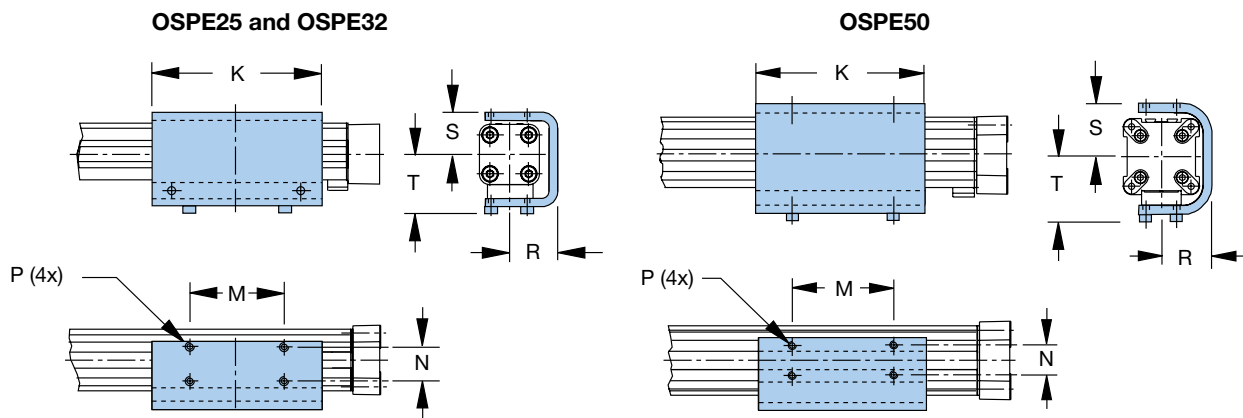 OSPE25 and OSPE32
K
S
T
R
P (4x)
M
N
OSPE50
K
S
T
R
P (4x)
M
N